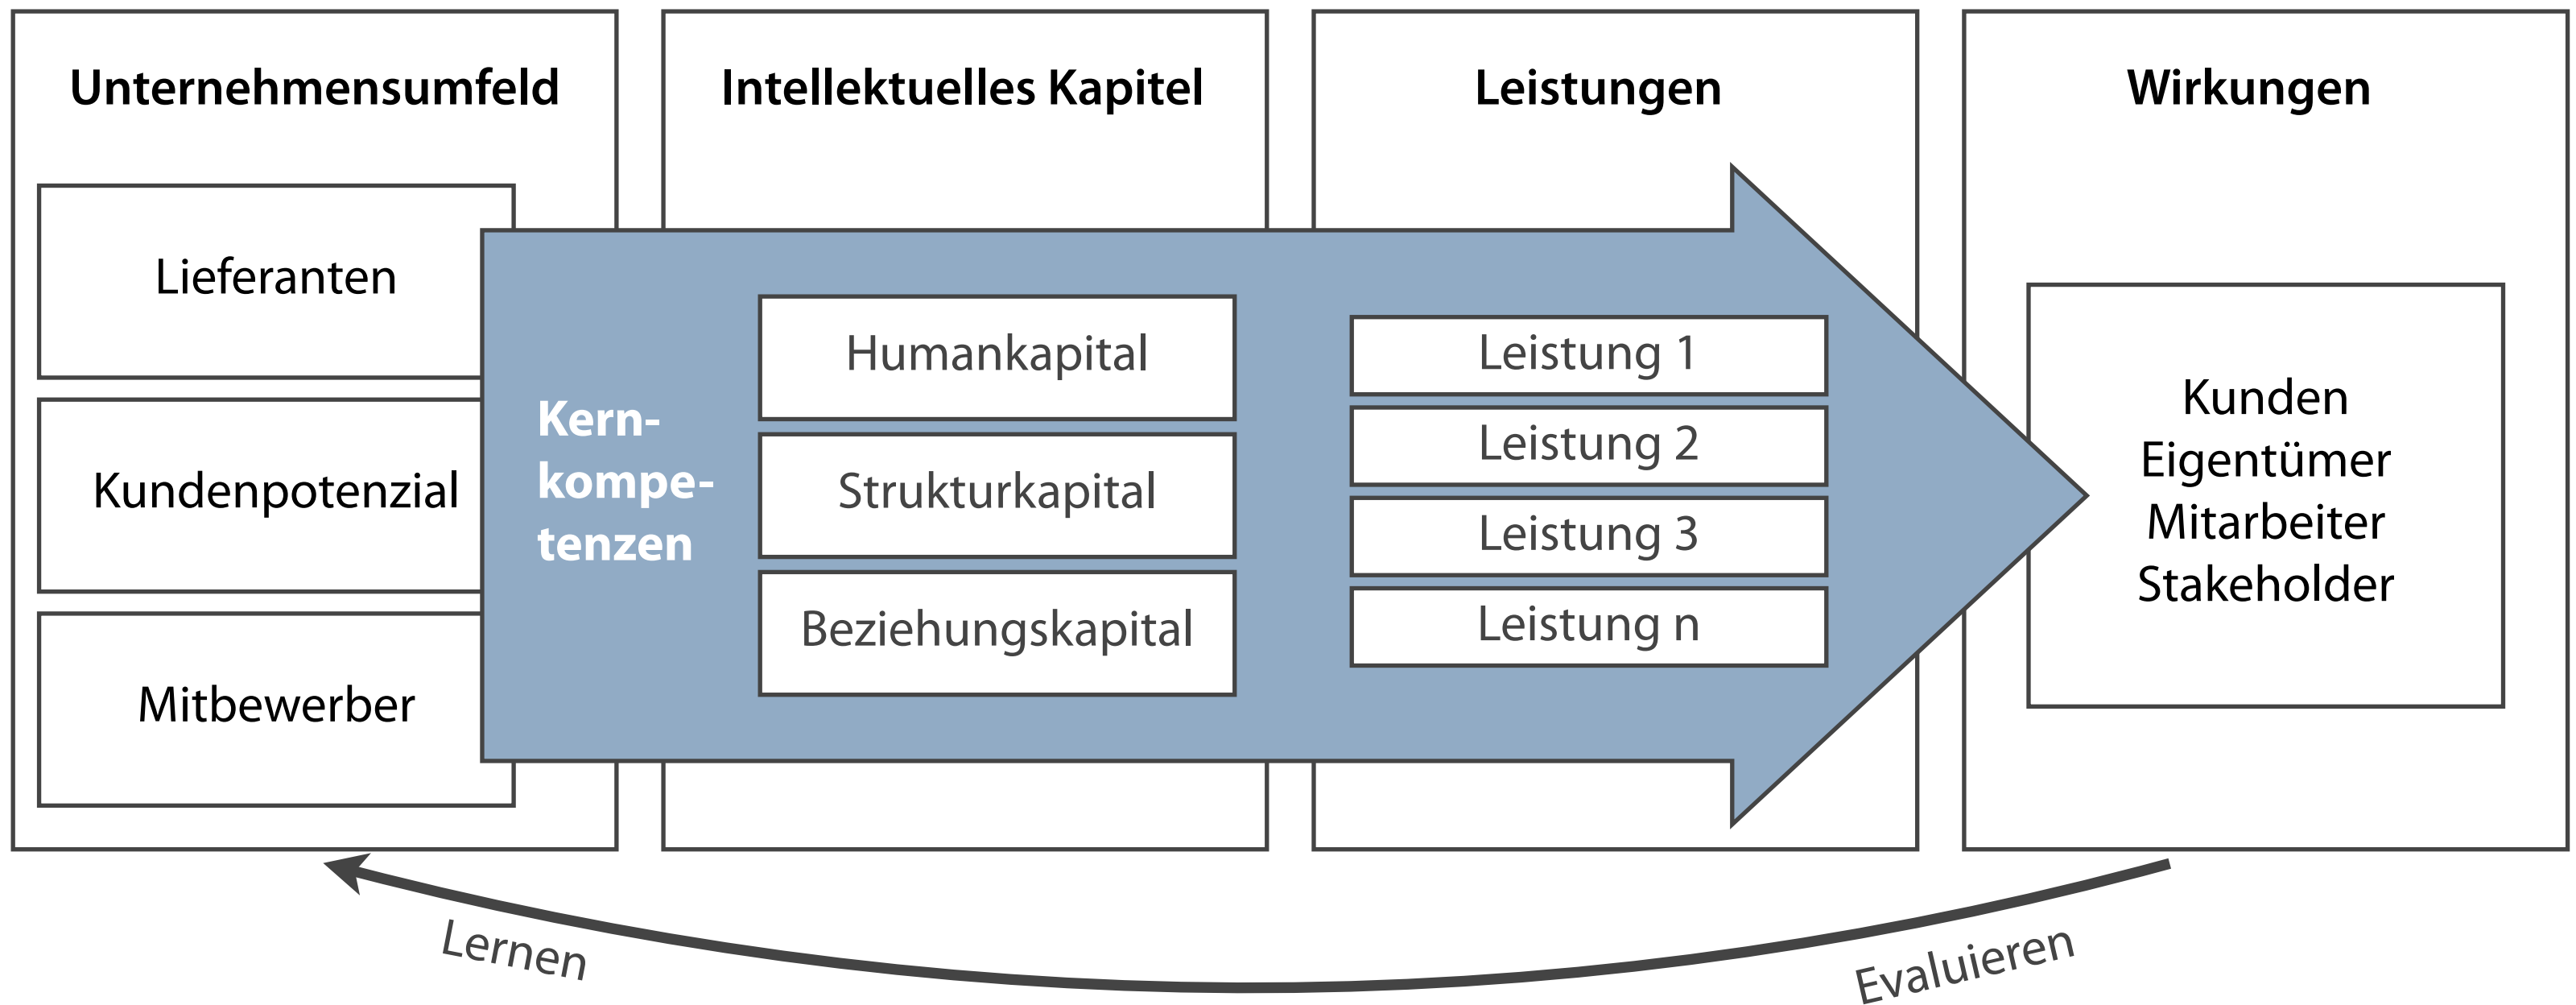 Unternehmensumfeld
Lieferanten
Kundenpotenzial
Mitbewerber
Kern-
kompe-
tenzen
Intellektuelles Kapitel
Humankapital
Strukturkapital
Beziehungskapital
Leistungen
Leistung 1
Leistung 2
Leistung 3
Leistung n
Wirkungen
Kunden
Eigentümer
Mitarbeiter
Stakeholder
Lernen
Evaluieren